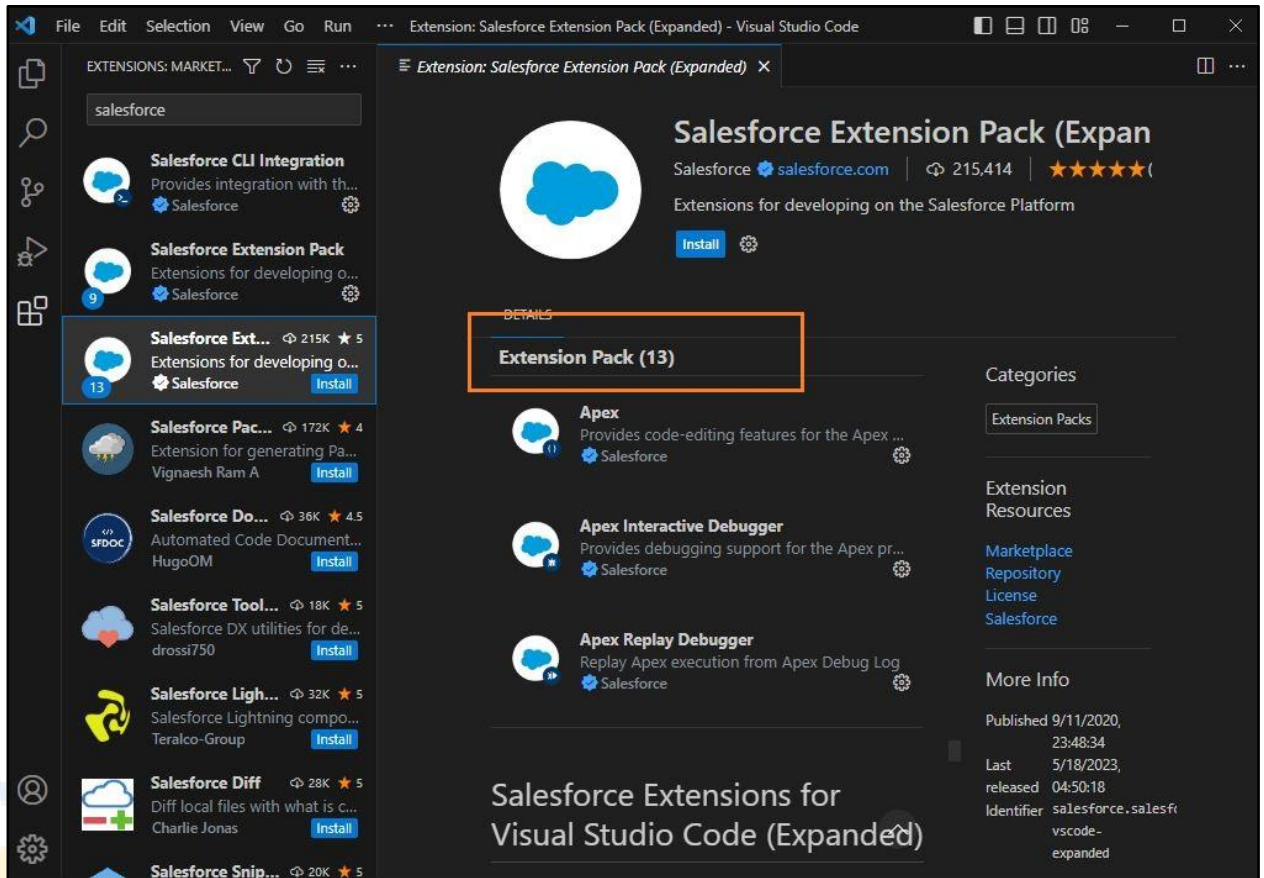 File Edit Selection View Go Run ··· Extension: Salesforce Extension Pack (Expanded) - Visual Studio Code
EXTENSIONS: MARKET...
salesforce
Salesforce CLI Integration
Provides integration with th...
Salesforce
Salesforce Extension Pack
Extensions for developing o...
Salesforce
9
Salesforce Ext... 215K ★ 5
Extensions for developing o...
Salesforce Install
13
Salesforce Pac... 172K ★ 4
Extension for generating Pa...
Vignaesh Ram A Install
Salesforce Do... 36K ★ 4.5
Automated Code Document...
HugoOM Install
</> SFDOC
Salesforce Tool... 18K ★ 5
Salesforce DX utilities for de...
drossi750 Install
Salesforce Ligh... 32K ★ 5
Salesforce Lightning compo...
Teralco-Group Install
Salesforce Diff 28K ★ 5
Diff local files with what is c...
Charlie Jonas Install
Salesforce Snip... 20K ★ 5
Extension: Salesforce Extension Pack (Expanded) ×
Salesforce Extension Pack (Expan
Salesforce salesforce.com | 215,414 | ★★★★★(
Extensions for developing on the Salesforce Platform
Install
DETAILS
Extension Pack (13)
Apex
Provides code-editing features for the Apex ...
Salesforce
Apex Interactive Debugger
Provides debugging support for the Apex pr...
Salesforce
Apex Replay Debugger
Replay Apex execution from Apex Debug Log
Salesforce
Salesforce Extensions for
Visual Studio Code (Expanded)
Categories
Extension Packs
Extension
Resources
Marketplace
Repository
License
Salesforce
More Info
Published 9/11/2020,
23:48:34
Last 5/18/2023,
released 04:50:18
Identifier salesforce.salesfo
vscode-
expanded